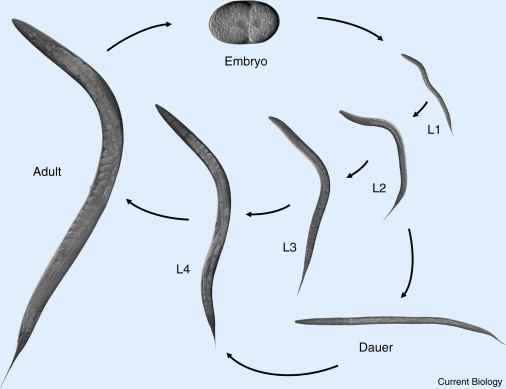 Embryo
L1
Adult
L2
L3
L4
Dauer
Current Biology